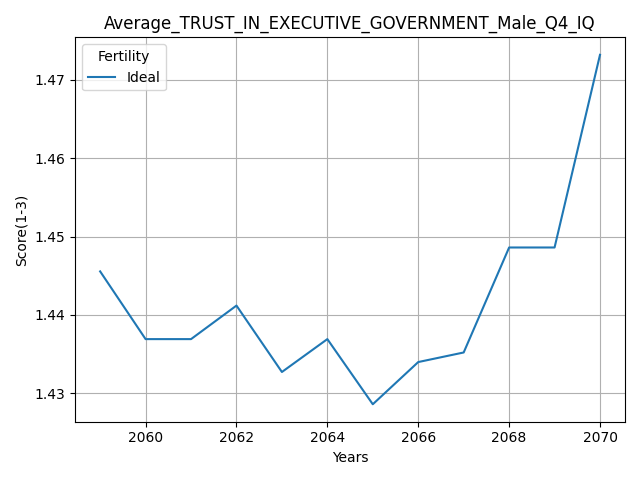 Average_TRUST_IN_EXECUTIVE_GOVERNMENT_Male_Q4_IQ
Fertility
Ideal
Score(1-3)
1.47
1.46
1.45
1.44
1.43
2060 2062 2064 2066 2068 2070
Years